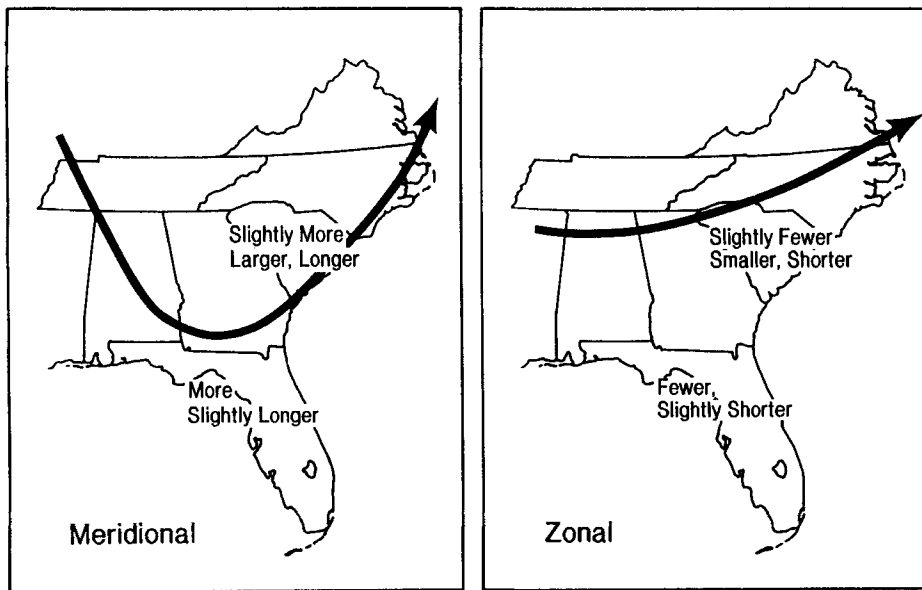 Slightly More
Larger, Longer
More
Slightly Longer
Meridional
Slightly Fewer
Smaller, Shorter
Fewer,
Slightly Shorter
Zonal